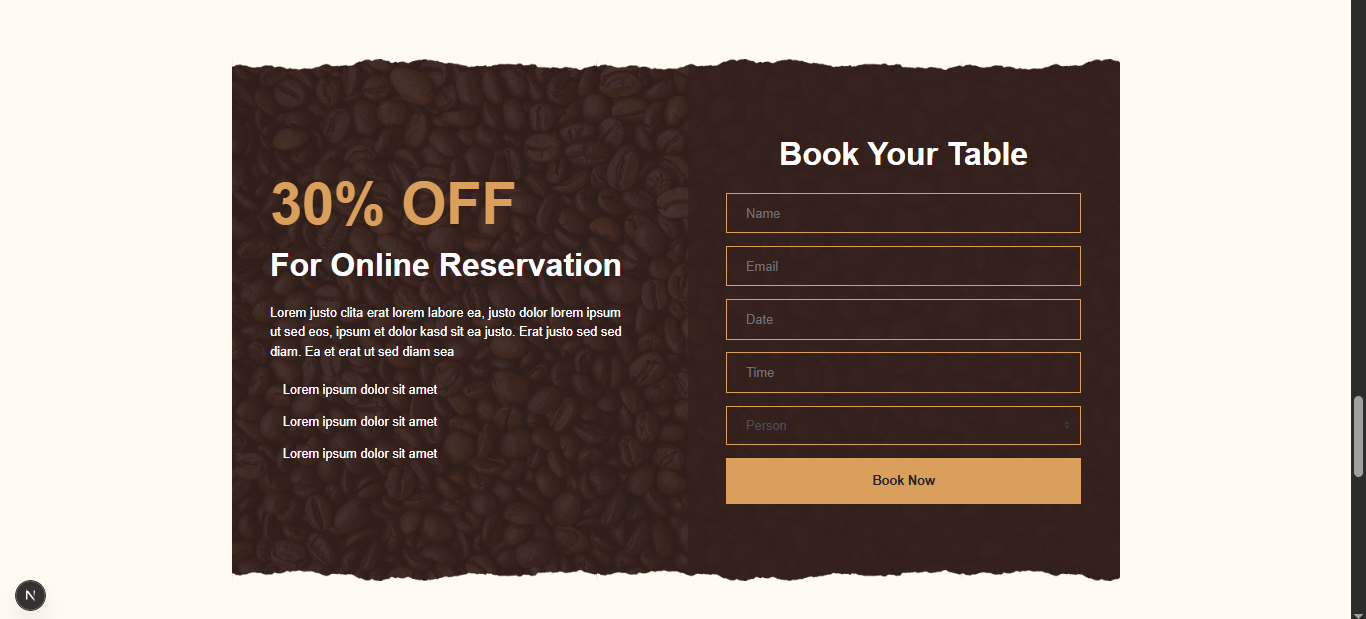 30% OFF
For Online Reservation
Lorem justo clita erat lorem labore ea, justo dolor lorem ipsum
ut sed eos, ipsum et dolor kasd sit ea justo. Erat justo sed sed
diam. Ea et erat ut sed diam sea
Lorem ipsum dolor sit amet
Lorem ipsum dolor sit amet
Lorem ipsum dolor sit amet
Book Your Table
Name
Email
Date
Time
Person
Book Now
N